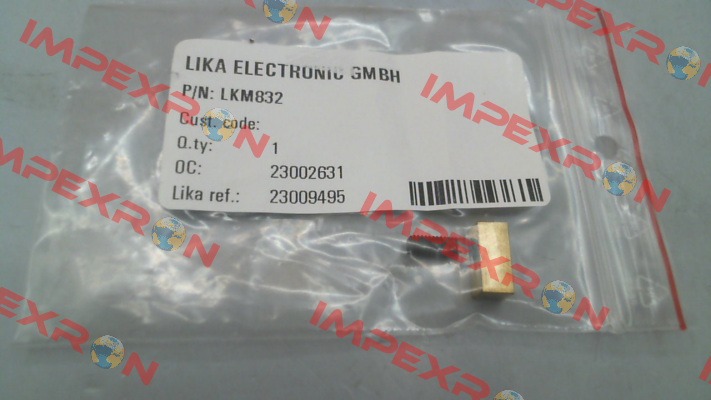 LIKA ELECTRONIC GMBH
P/N: LKM832
Cust. code:
Q.ty: 1
OC: 23002631
Lika ref.: 23009495
IMPEXRON
IMPEXRON
IMPEXRON
IMPEXRON
IMPEXRON
IMPEXRON